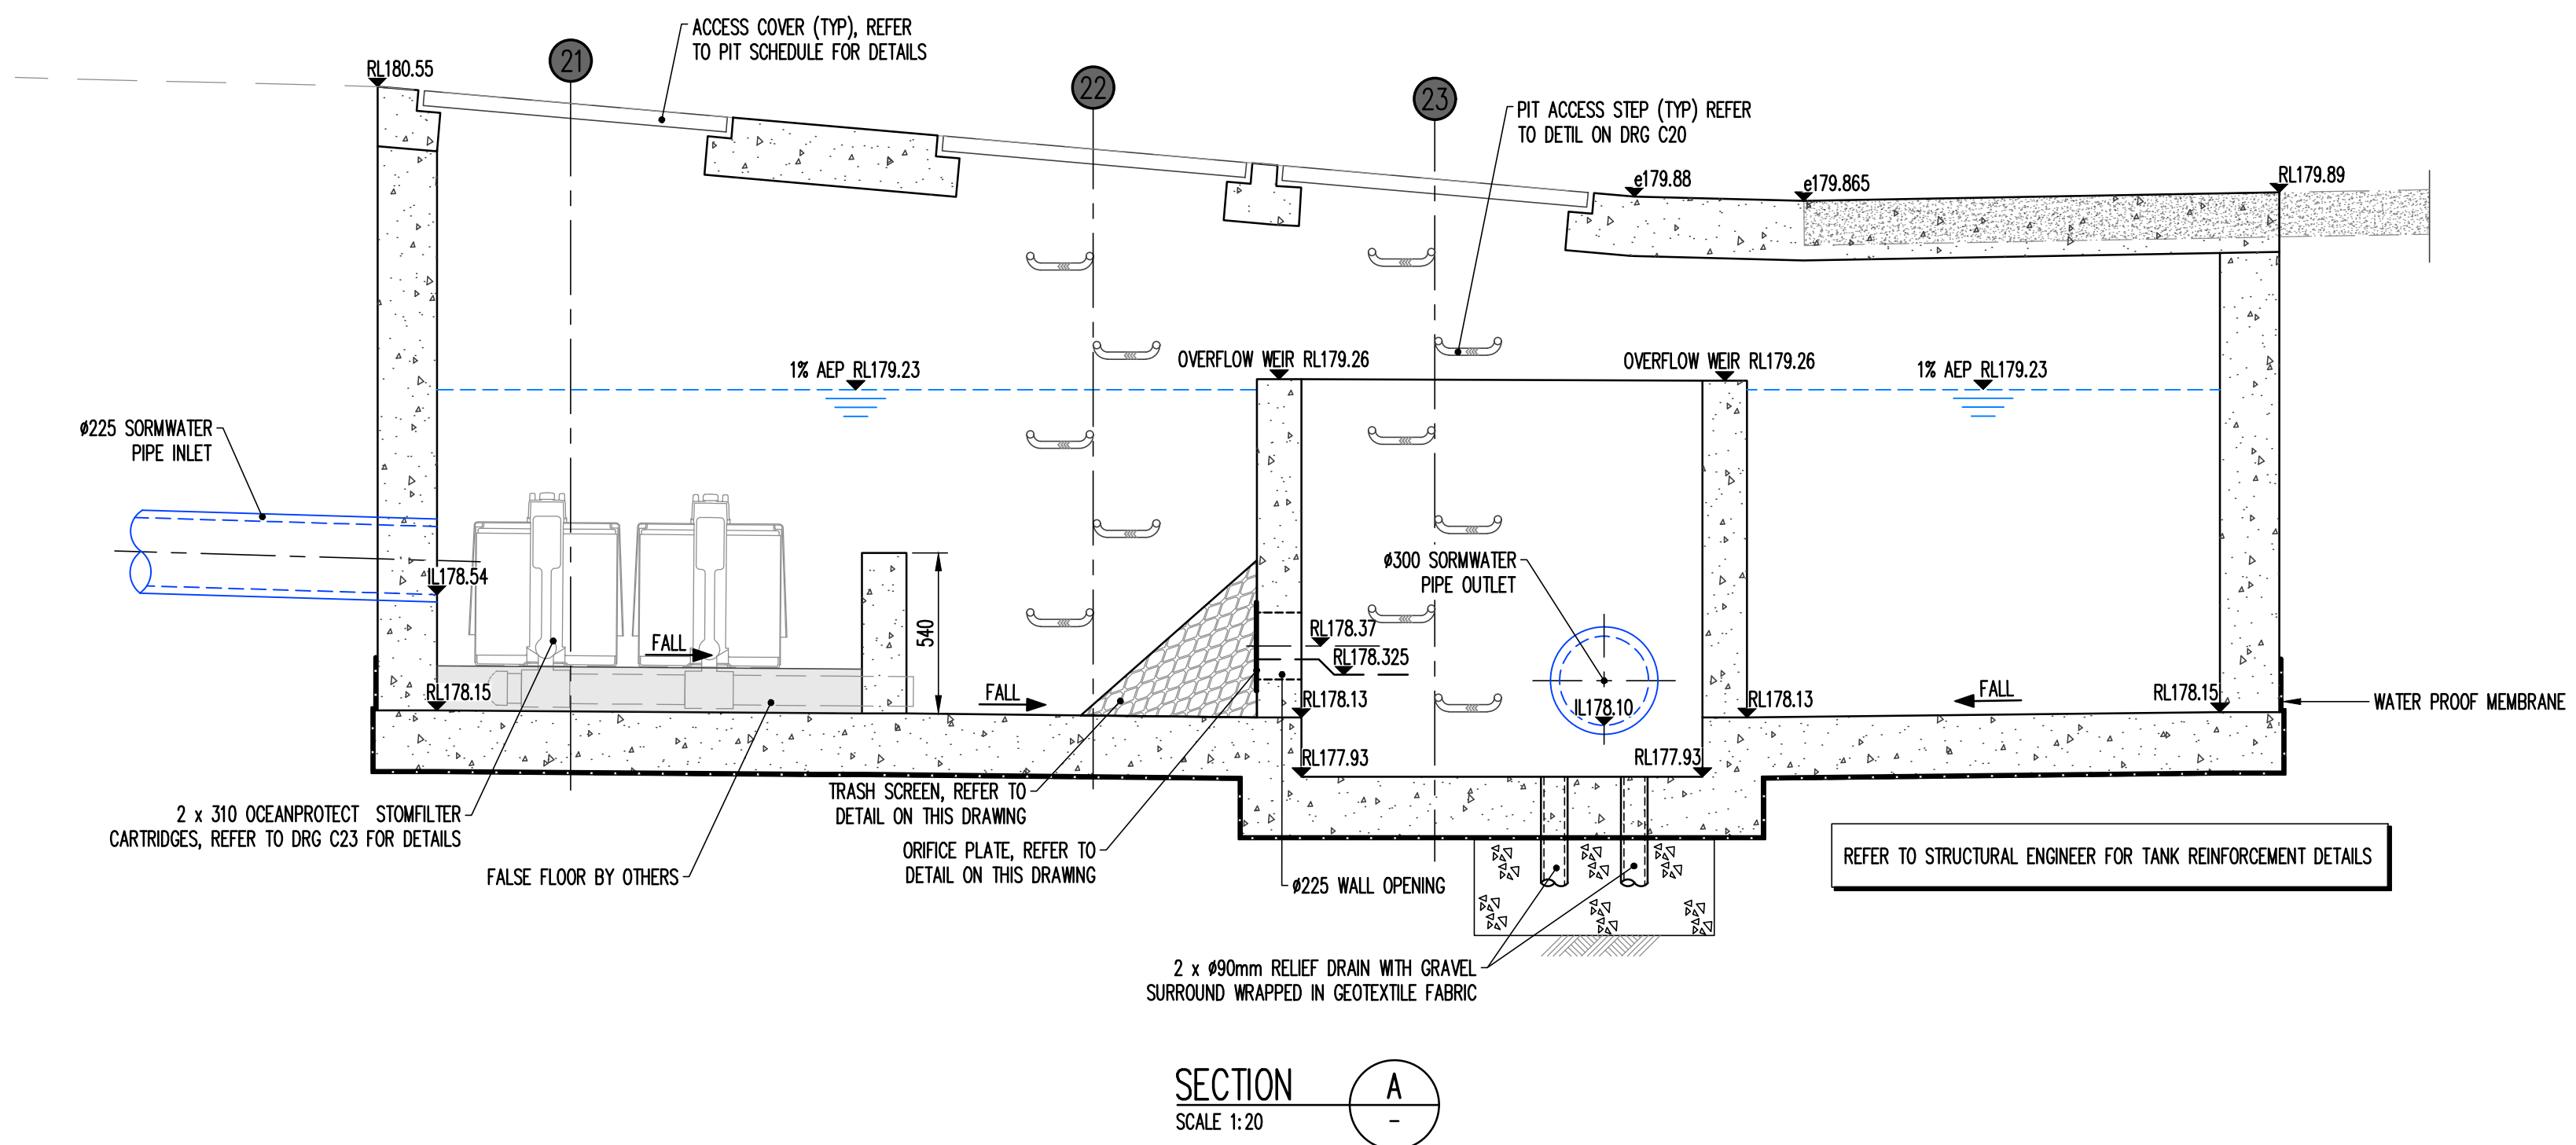 ACCESS COVER (TYP), REFER
TO PIT SCHEDULE FOR DETAILS
RL180.55
21
22
23
PIT ACCESS STEP (TYP) REFER
TO DETIL ON DRG C20
e179.88
e179.865
RL179.89
1% AEP RL179.23
OVERFLOW WEIR RL179.26
OVERFLOW WEIR RL179.26
1% AEP RL179.23
ø225 SORMWATER
PIPE INLET
IL178.54
FALL
540
ø300 SORMWATER
PIPE OUTLET
RL178.37
RL178.325
RL178.15
FALL
RL178.13
IL178.10
RL178.13
FALL
RL178.15
WATER PROOF MEMBRANE
RL177.93
RL177.93
2 x 310 OCEANPROTECT STOMFILTER
CARTRIDGES, REFER TO DRG C23 FOR DETAILS
TRASH SCREEN, REFER TO
DETAIL ON THIS DRAWING
ORIFICE PLATE, REFER TO
DETAIL ON THIS DRAWING
FALSE FLOOR BY OTHERS
ø225 WALL OPENING
REFER TO STRUCTURAL ENGINEER FOR TANK REINFORCEMENT DETAILS
2 x ø90mm RELIEF DRAIN WITH GRAVEL
SURROUND WRAPPED IN GEOTEXTILE FABRIC
SECTION
SCALE 1:20
A
-